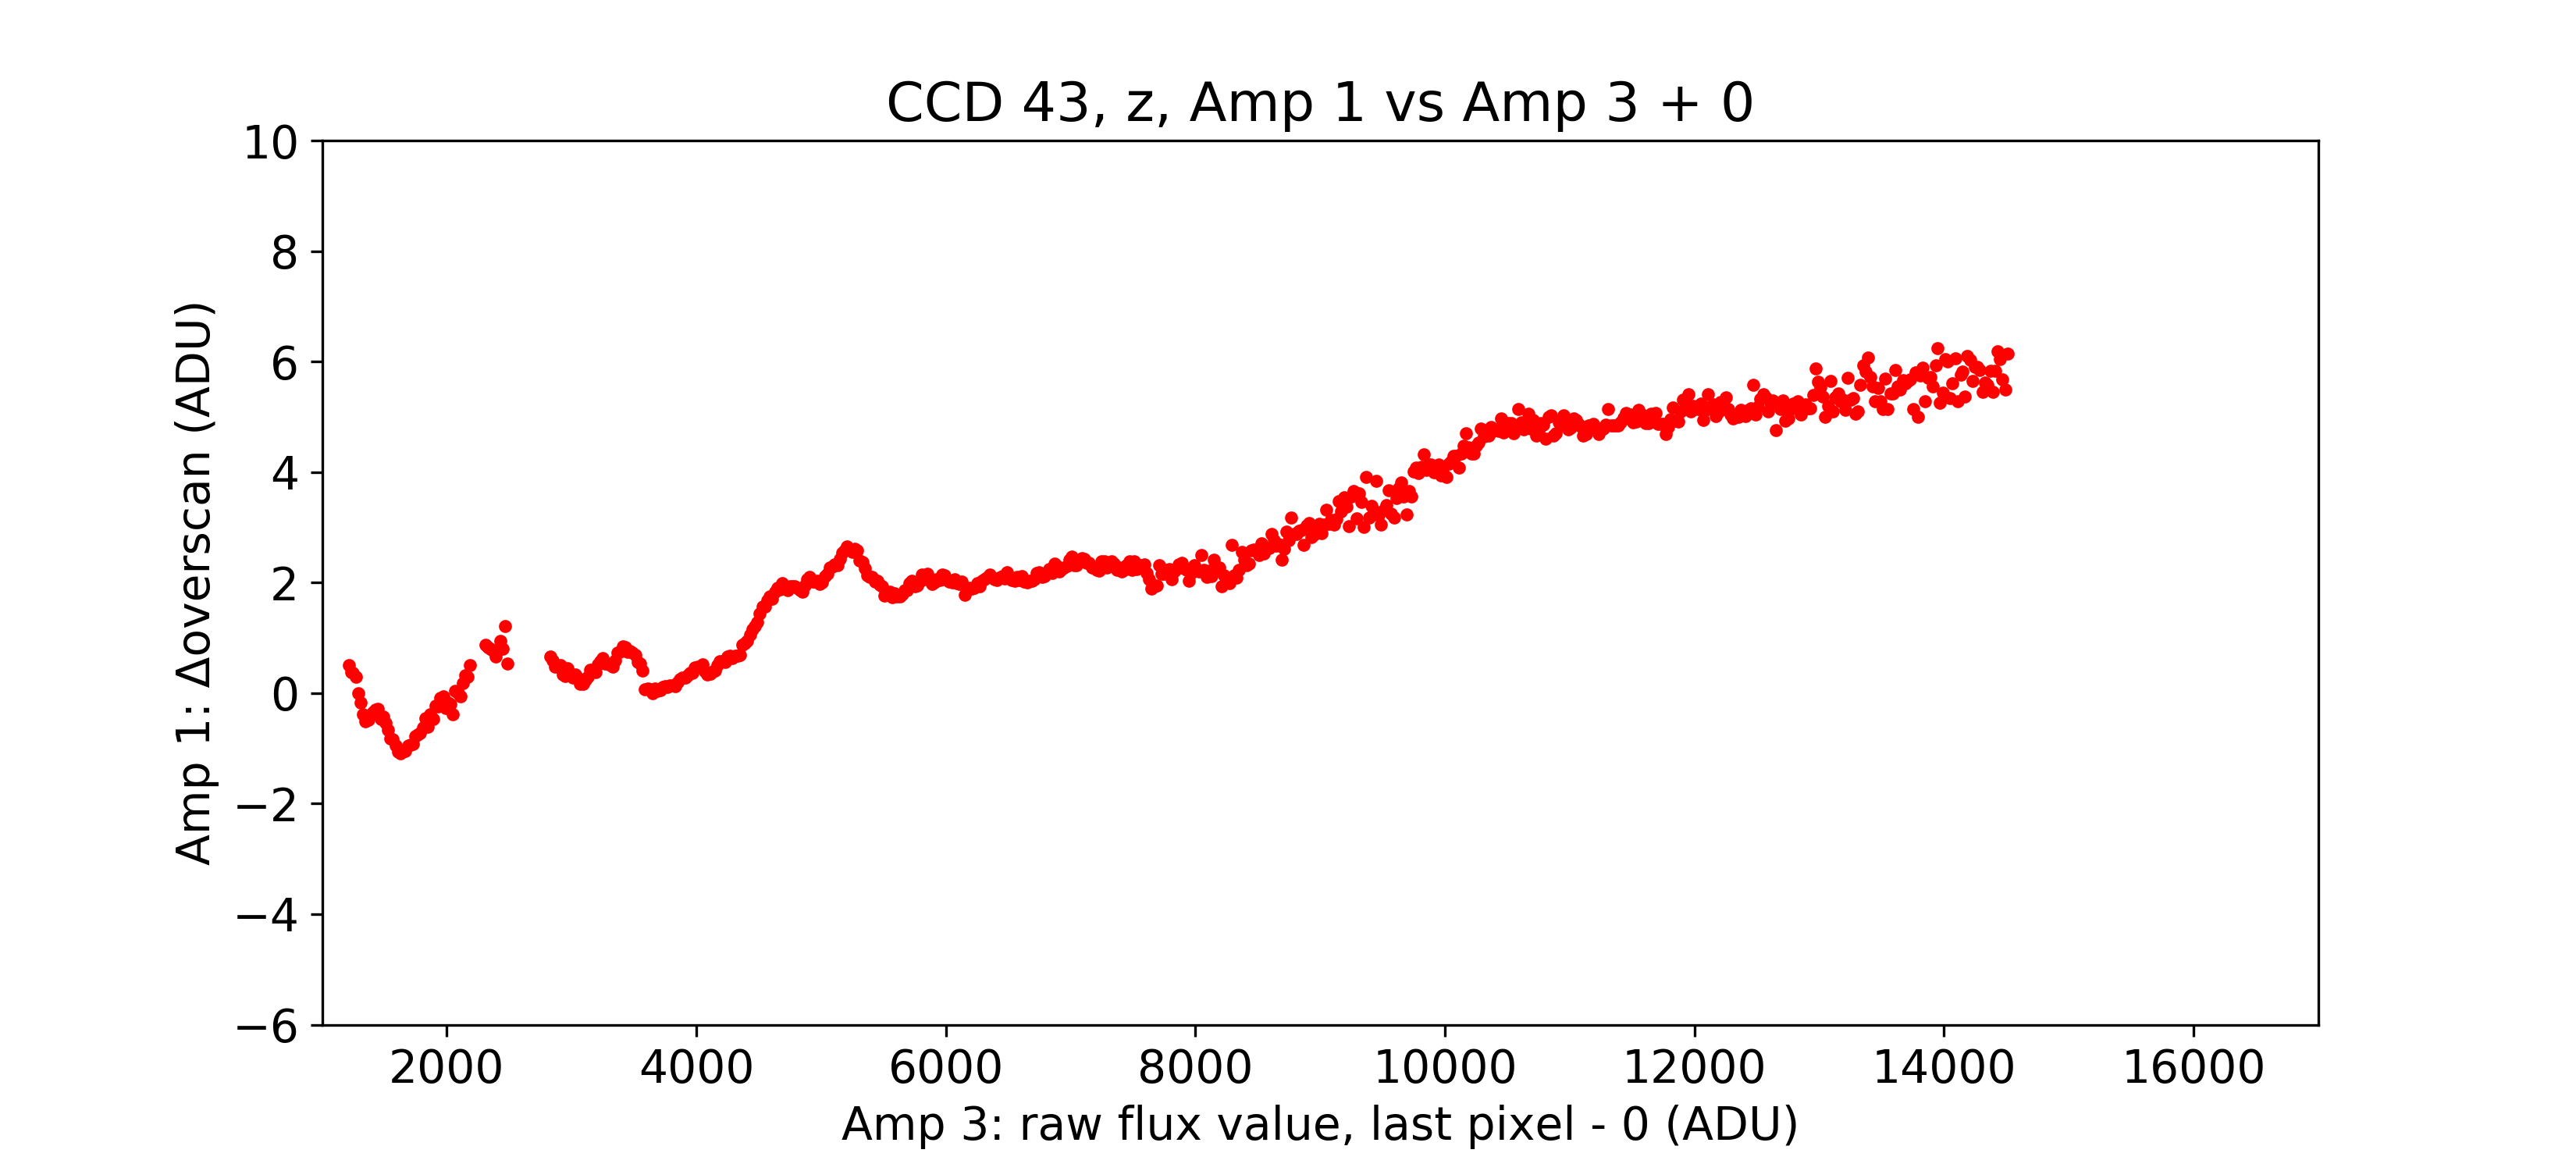 CCD 43, z, Amp 1 vs Amp 3 + 0
10
8
6
4
2
0
−2
−4
−6
Amp 1: Δoverscan (ADU)
2000 4000 6000 8000 10000 12000 14000 16000
Amp 3: raw flux value, last pixel - 0 (ADU)